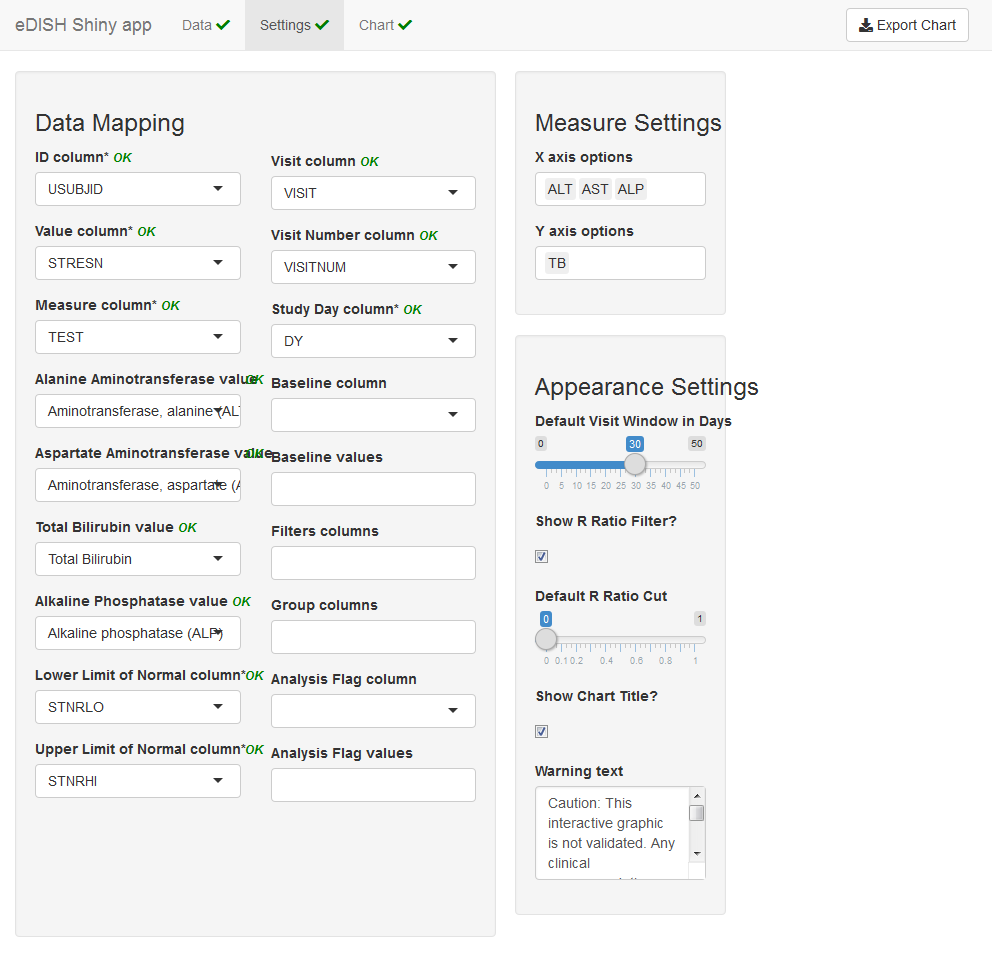 eDISH Shiny app
Data
Settings
Chart
Export Chart
Data Mapping
ID column* OK
USUBJID
Value column* OK
STRESN
Measure column* OK
TEST
Alanine Aminotransferase value OK
Aminotransferase, alanine (AL
Aspartate Aminotransferase value OK
Aminotransferase, aspartate (
Total Bilirubin value OK
Total Bilirubin
Alkaline Phosphatase value OK
Alkaline phosphatase (ALP)
Lower Limit of Normal column* OK
STNRLO
Upper Limit of Normal column* OK
STNRHI
Visit column OK
VISIT
Visit Number column OK
VISITNUM
Study Day column* OK
DY
Baseline column
Baseline values
Filters columns
Group columns
Analysis Flag column
Analysis Flag values
Measure Settings
X axis options
ALT AST ALP
Y axis options
TB
Appearance Settings
Default Visit Window in Days
0 30 50
0 5 10 15 20 25 30 35 40 45 50
Show R Ratio Filter?
Default R Ratio Cut
0 1
0 0.1 0.2 0.4 0.6 0.8 1
Show Chart Title?
Warning text
Caution: This
interactive graphic
is not validated. Any
clinical